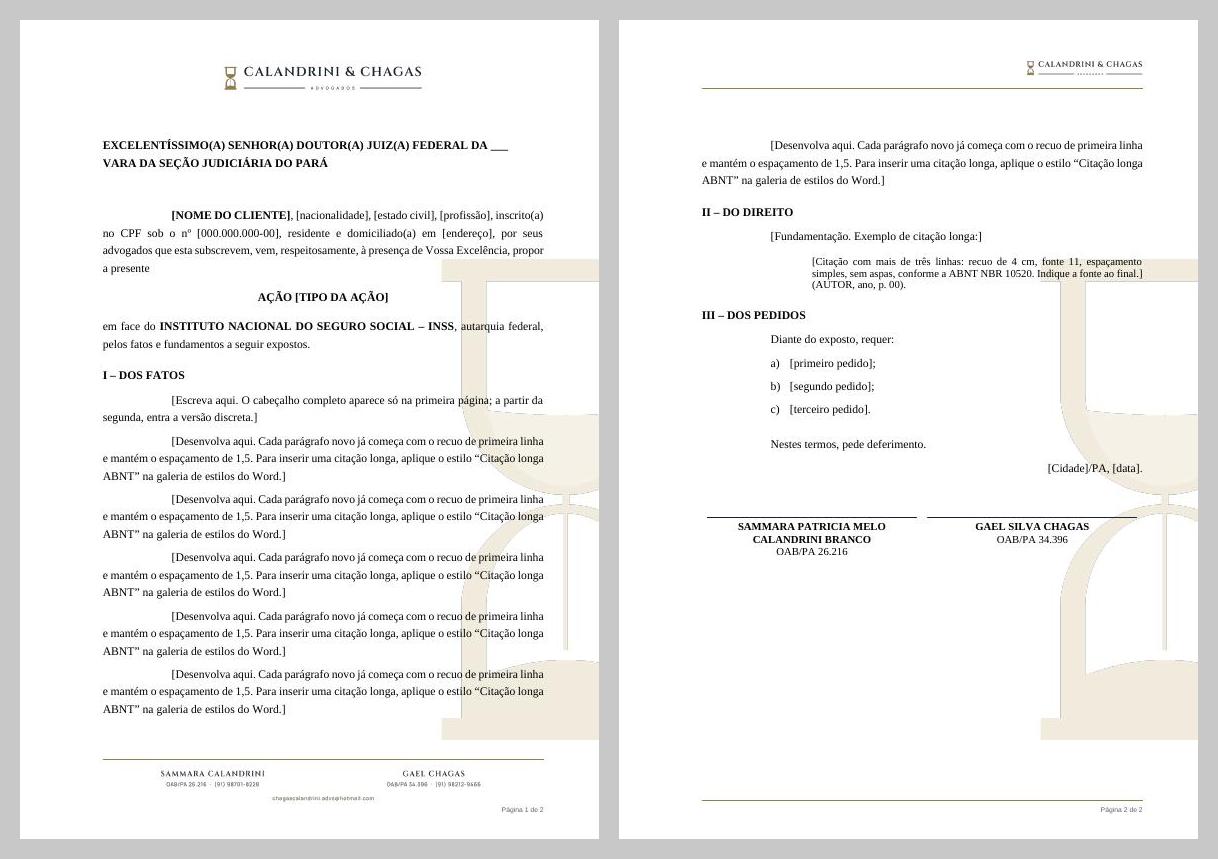 CALANDRINI & CHAGAS
ADVOGADOS
EXCELENTÍSSIMO(A) SENHOR(A) DOUTOR(A) JUIZ(A) FEDERAL DA ___
VARA DA SEÇÃO JUDICIÁRIA DO PARÁ
[NOME DO CLIENTE], [nacionalidade], [estado civil], [profissão], inscrito(a)
no CPF sob o nº [000.000.000-00], residente e domiciliado(a) em [endereço], por seus
advogados que esta subscrevem, vem, respeitosamente, à presença de Vossa Excelência, propor
a presente
AÇÃO [TIPO DA AÇÃO]
em face do INSTITUTO NACIONAL DO SEGURO SOCIAL – INSS, autarquia federal,
pelos fatos e fundamentos a seguir expostos.
I – DOS FATOS
[Escreva aqui. O cabeçalho completo aparece só na primeira página; a partir da
segunda, entra a versão discreta.]
[Desenvolva aqui. Cada parágrafo novo já começa com o recuo de primeira linha
e mantém o espaçamento de 1,5. Para inserir uma citação longa, aplique o estilo “Citação longa
ABNT” na galeria de estilos do Word.]
[Desenvolva aqui. Cada parágrafo novo já começa com o recuo de primeira linha
e mantém o espaçamento de 1,5. Para inserir uma citação longa, aplique o estilo “Citação longa
ABNT” na galeria de estilos do Word.]
[Desenvolva aqui. Cada parágrafo novo já começa com o recuo de primeira linha
e mantém o espaçamento de 1,5. Para inserir uma citação longa, aplique o estilo “Citação longa
ABNT” na galeria de estilos do Word.]
[Desenvolva aqui. Cada parágrafo novo já começa com o recuo de primeira linha
e mantém o espaçamento de 1,5. Para inserir uma citação longa, aplique o estilo “Citação longa
ABNT” na galeria de estilos do Word.]
[Desenvolva aqui. Cada parágrafo novo já começa com o recuo de primeira linha
e mantém o espaçamento de 1,5. Para inserir uma citação longa, aplique o estilo “Citação longa
ABNT” na galeria de estilos do Word.]
SAMMARA CALANDRINI
OAB/PA 26.216 · (91) 98701-8228
GAEL CHAGAS
OAB/PA 34.396 · (91) 98212-9466
chagascalandrini.advs@hotmail.com
Página 1 de 2
CALANDRINI & CHAGAS
[Desenvolva aqui. Cada parágrafo novo já começa com o recuo de primeira linha
e mantém o espaçamento de 1,5. Para inserir uma citação longa, aplique o estilo “Citação longa
ABNT” na galeria de estilos do Word.]
II – DO DIREITO
[Fundamentação. Exemplo de citação longa:]
[Citação com mais de três linhas: recuo de 4 cm, fonte 11, espaçamento
simples, sem aspas, conforme a ABNT NBR 10520. Indique a fonte ao final.]
(AUTOR, ano, p. 00).
III – DOS PEDIDOS
Diante do exposto, requer:
a) [primeiro pedido];
b) [segundo pedido];
c) [terceiro pedido].
Nestes termos, pede deferimento.
[Cidade]/PA, [data].
SAMMARA PATRICIA MELO
CALANDRINI BRANCO
OAB/PA 26.216
GAEL SILVA CHAGAS
OAB/PA 34.396
Página 2 de 2